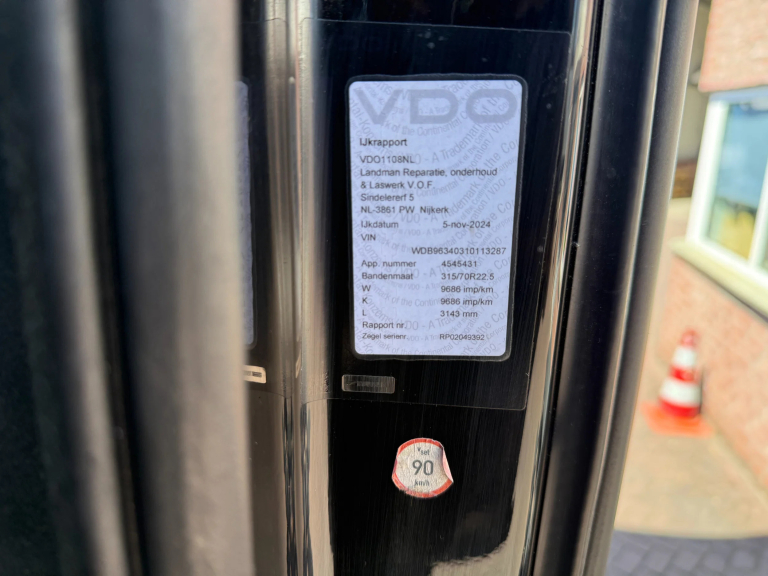 VDO
IJkrapport
VDO1108NL
Landman Reparatie, onderhoud
& Laswerk V.O.F.
Sindelererf 5
NL-3861 PW Nijkerk
IJkdatum 5-nov-2024
VIN
WDB96340310113287
App. nummer 4545431
Bandenmaat 315/70R22.5
W 9686 imp/km
K 9686 imp/km
L 3143 mm
Rapport nr.
Zegel serienr. RP02049392
Vset
90
km/h